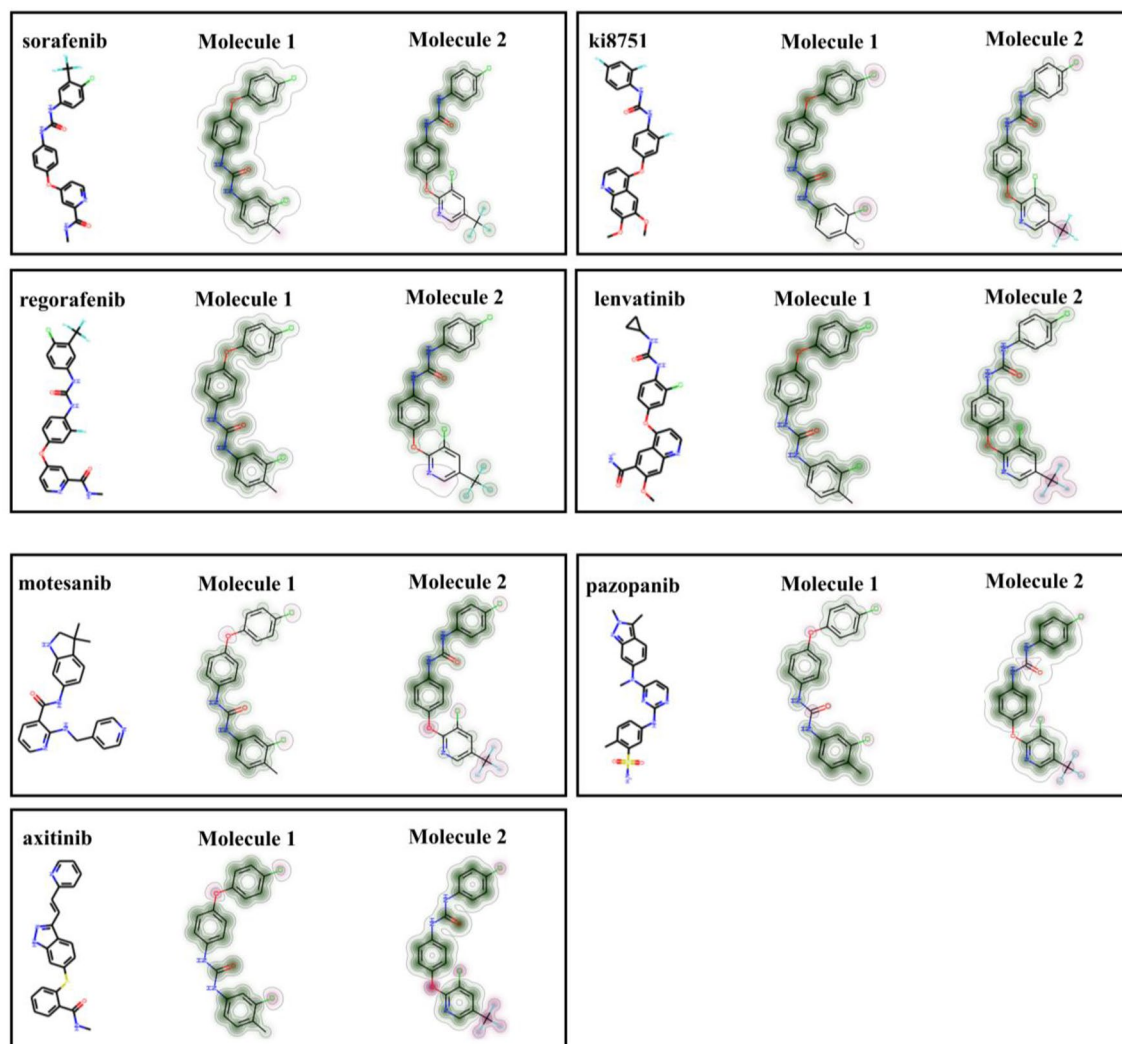 sorafenib Molecule 1 Molecule 2
ki8751 Molecule 1 Molecule 2
regorafenib Molecule 1 Molecule 2
lenvatinib Molecule 1 Molecule 2
motesanib Molecule 1 Molecule 2
pazopanib Molecule 1 Molecule 2
axitinib Molecule 1 Molecule 2